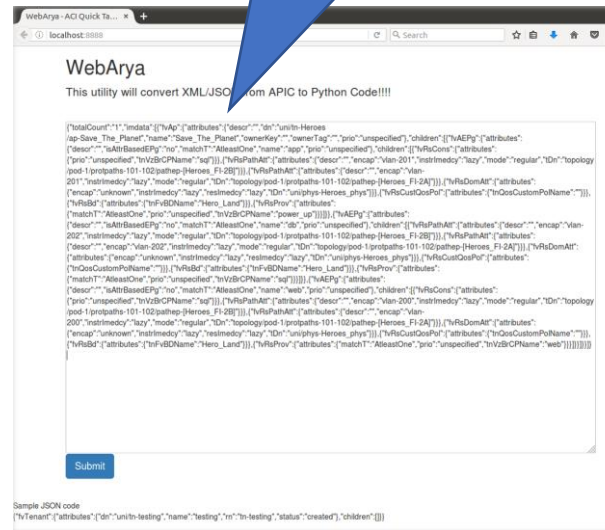 WebArya - ACI Quick Ta...
localhost:8888
Search
WebArya
This utility will convert XML/JSON from APIC to Python Code!!!!
{"totalCount":"1","imdata":[{"fvAp":{"attributes":{"descr":"","dn":"uni/tn-Heroes
/ap-Save_The_Planet","name":"Save_The_Planet","ownerKey":"","ownerTag":"","prio":"unspecified"},"children":[{"fvAEPg":{"attributes":
{"descr":"","isAttrBasedEPg":"no","matchT":"AtleastOne","name":"app","prio":"unspecified"},"children":[{"fvRsCons":{"attributes":
{"prio":"unspecified","tnVzBrCPName":"sql"}}},{"fvRsPathAtt":{"attributes":{"descr":"","encap":"vlan-201","instrImedcy":"lazy","mode":"regular","tDn":"topology
/pod-1/protpaths-101-102/pathep-[Heroes_FI-2B]"}}},{"fvRsPathAtt":{"attributes":{"descr":"","encap":"vlan-
201","instrImedcy":"lazy","mode":"regular","tDn":"topology/pod-1/protpaths-101-102/pathep-[Heroes_FI-2A]"}}},{"fvRsDomAtt":{"attributes":
{"encap":"unknown","instrImedcy":"lazy","resImedcy":"lazy","tDn":"uni/phys-Heroes_phys"}}},{"fvRsCustQosPol":{"attributes":{"tnQosCustomPolName":""}}},
{"fvRsBd":{"attributes":{"tnFvBDName":"Hero_Land"}}},{"fvRsProv":{"attributes":
{"matchT":"AtleastOne","prio":"unspecified","tnVzBrCPName":"power_up"}}}]}},{"fvAEPg":{"attributes":
{"descr":"","isAttrBasedEPg":"no","matchT":"AtleastOne","name":"db","prio":"unspecified"},"children":[{"fvRsPathAtt":{"attributes":{"descr":"","encap":"vlan-
202","instrImedcy":"lazy","mode":"regular","tDn":"topology/pod-1/protpaths-101-102/pathep-[Heroes_FI-2B]"}}},{"fvRsPathAtt":{"attributes":
{"descr":"","encap":"vlan-202","instrImedcy":"lazy","mode":"regular","tDn":"topology/pod-1/protpaths-101-102/pathep-[Heroes_FI-2A]"}}},{"fvRsDomAtt":
{"attributes":{"encap":"unknown","instrImedcy":"lazy","resImedcy":"lazy","tDn":"uni/phys-Heroes_phys"}}},{"fvRsCustQosPol":{"attributes":
{"tnQosCustomPolName":""}}},{"fvRsBd":{"attributes":{"tnFvBDName":"Hero_Land"}}},{"fvRsProv":{"attributes":
{"matchT":"AtleastOne","prio":"unspecified","tnVzBrCPName":"sql"}}}]}},{"fvAEPg":{"attributes":
{"descr":"","isAttrBasedEPg":"no","matchT":"AtleastOne","name":"web","prio":"unspecified"},"children":[{"fvRsCons":{"attributes":
{"prio":"unspecified","tnVzBrCPName":"sql"}}},{"fvRsPathAtt":{"attributes":{"descr":"","encap":"vlan-200","instrImedcy":"lazy","mode":"regular","tDn":"topology
/pod-1/protpaths-101-102/pathep-[Heroes_FI-2B]"}}},{"fvRsPathAtt":{"attributes":{"descr":"","encap":"vlan-
200","instrImedcy":"lazy","mode":"regular","tDn":"topology/pod-1/protpaths-101-102/pathep-[Heroes_FI-2A]"}}},{"fvRsDomAtt":{"attributes":
{"encap":"unknown","instrImedcy":"lazy","resImedcy":"lazy","tDn":"uni/phys-Heroes_phys"}}},{"fvRsCustQosPol":{"attributes":{"tnQosCustomPolName":""}}},
{"fvRsBd":{"attributes":{"tnFvBDName":"Hero_Land"}}},{"fvRsProv":{"attributes":{"matchT":"AtleastOne","prio":"unspecified","tnVzBrCPName":"web"}}}]}}]}}]}
Submit
Sample JSON code
{"fvTenant":{"attributes":{"dn":"uni/tn-testing","name":"testing","rn":"tn-testing","status":"created"},"children":[]}}